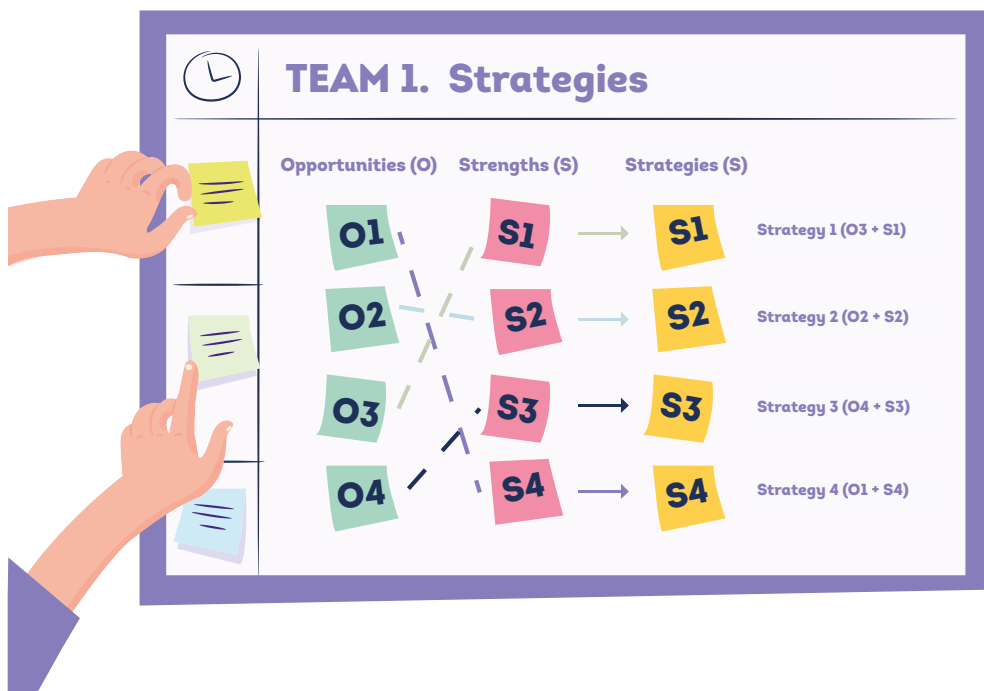 TEAM 1. Strategies
Opportunities (O) Strengths (S) Strategies (S)
O1 S1 S1 Strategy 1 (O3 + S1)
O2 S2 S2 Strategy 2 (O2 + S2)
O3 S3 S3 Strategy 3 (O4 + S3)
O4 S4 S4 Strategy 4 (O1 + S4)